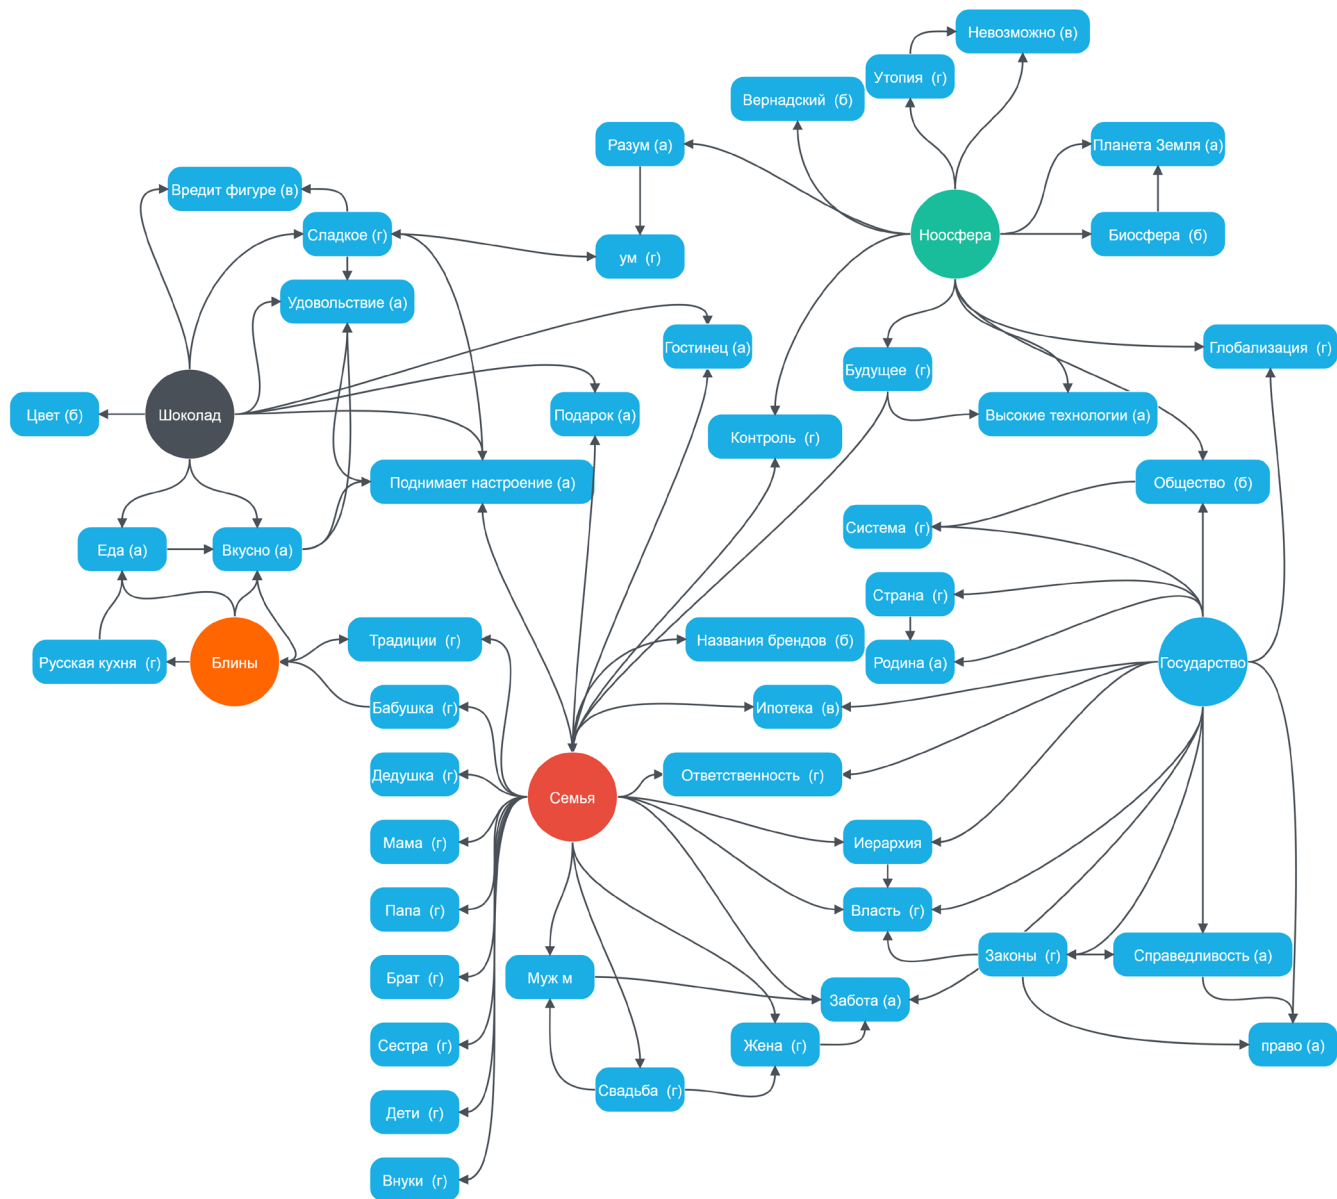 Невозможно (в)
Утопия  (г)
Вернадский  (б)
Разум (а)
Планета Земля (а)
Вредит фигуре (в)
Сладкое (г)
Ноосфера
Биосфера  (б)
ум  (г)
Удовольствие (а)
Гостинец (а)
Будущее  (г)
Глобализация  (г)
Цвет (б)
Шоколад
Подарок (а)
Высокие технологии (а)
Контроль  (г)
Поднимает настроение (а)
Общество  (б)
Система  (г)
Еда (а)
Вкусно (а)
Страна  (г)
Традиции  (г)
Названия брендов  (б)
Родина (а)
Русская кухня  (г)
Блины
Государство
Бабушка  (г)
Ипотека  (в)
Дедушка  (г)
Ответственность  (г)
Семья
Мама  (г)
Иерархия
Папа  (г)
Власть  (г)
Законы  (г)
Справедливость (а)
Брат  (г)
Муж м
Забота (а)
Сестра  (г)
Жена  (г)
право (а)
Свадьба  (г)
Дети  (г)
Внуки  (г)